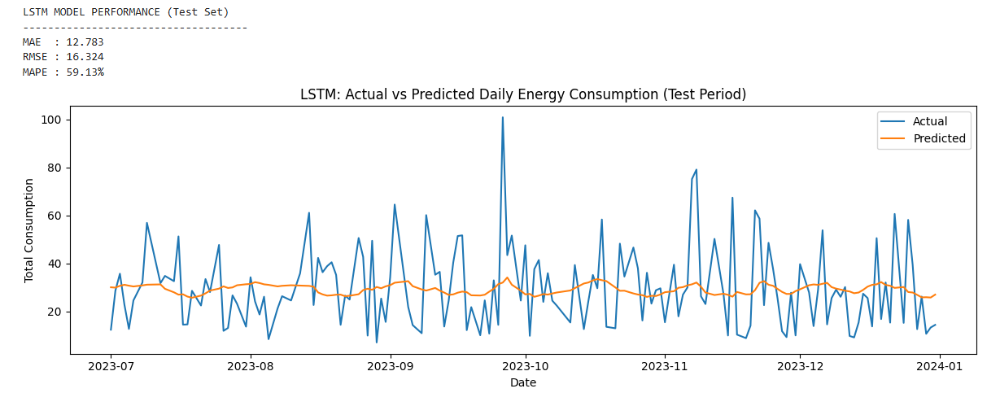 LSTM MODEL PERFORMANCE (Test Set)
------------------------------------
MAE  : 12.783
RMSE : 16.324
MAPE : 59.13%
LSTM: Actual vs Predicted Daily Energy Consumption (Test Period)
Actual
Predicted
100
80
60
40
20
Total Consumption
2023-07 2023-08 2023-09 2023-10 2023-11 2023-12 2024-01
Date